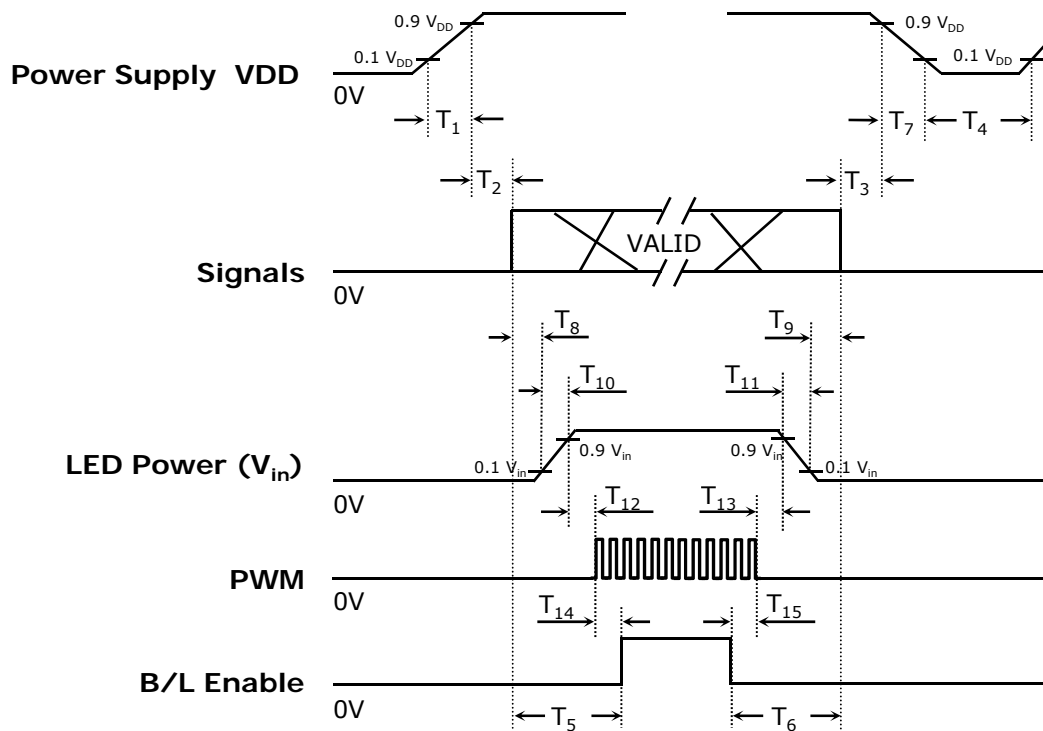 0.9 V_DD
0.9 V_DD
0.1 V_DD
0.1 V_DD
Power Supply VDD
0V
T_1
T_7
T_4
T_2
T_3
VALID
Signals
0V
T_8
T_9
T_10
T_11
LED Power (V_in)
0.9 V_in
0.9 V_in
0.1 V_in
0.1 V_in
0V
T_12
T_13
PWM
0V
T_14
T_15
B/L Enable
0V
T_5
T_6